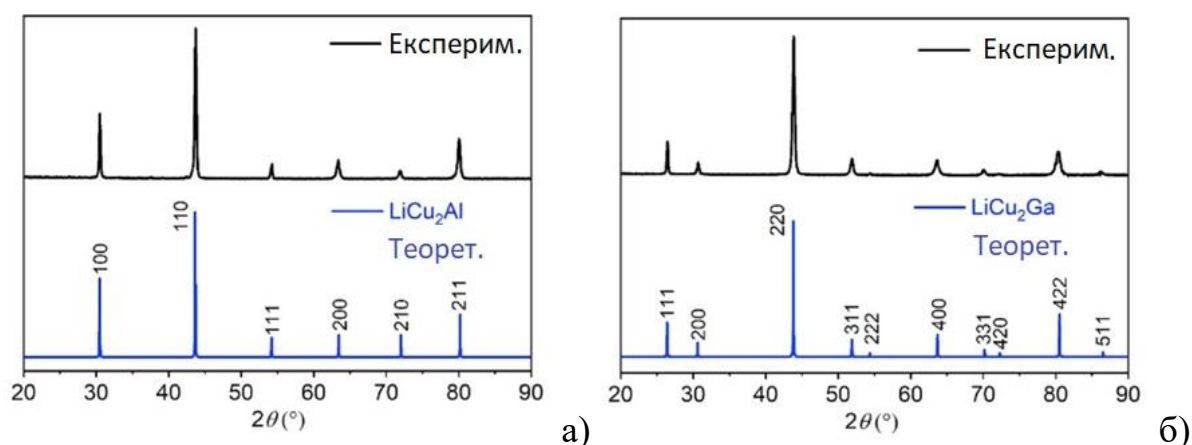 Експерим.
LiCu₂Al
Теорет.
100
110
111
200
210
211
20 30 40 50 60 70 80 90
2θ (°)
а)
Експерим.
LiCu₂Ga
Теорет.
111
200
220
311
222
400
331
420
422
511
20 30 40 50 60 70 80 90
2θ (°)
б)